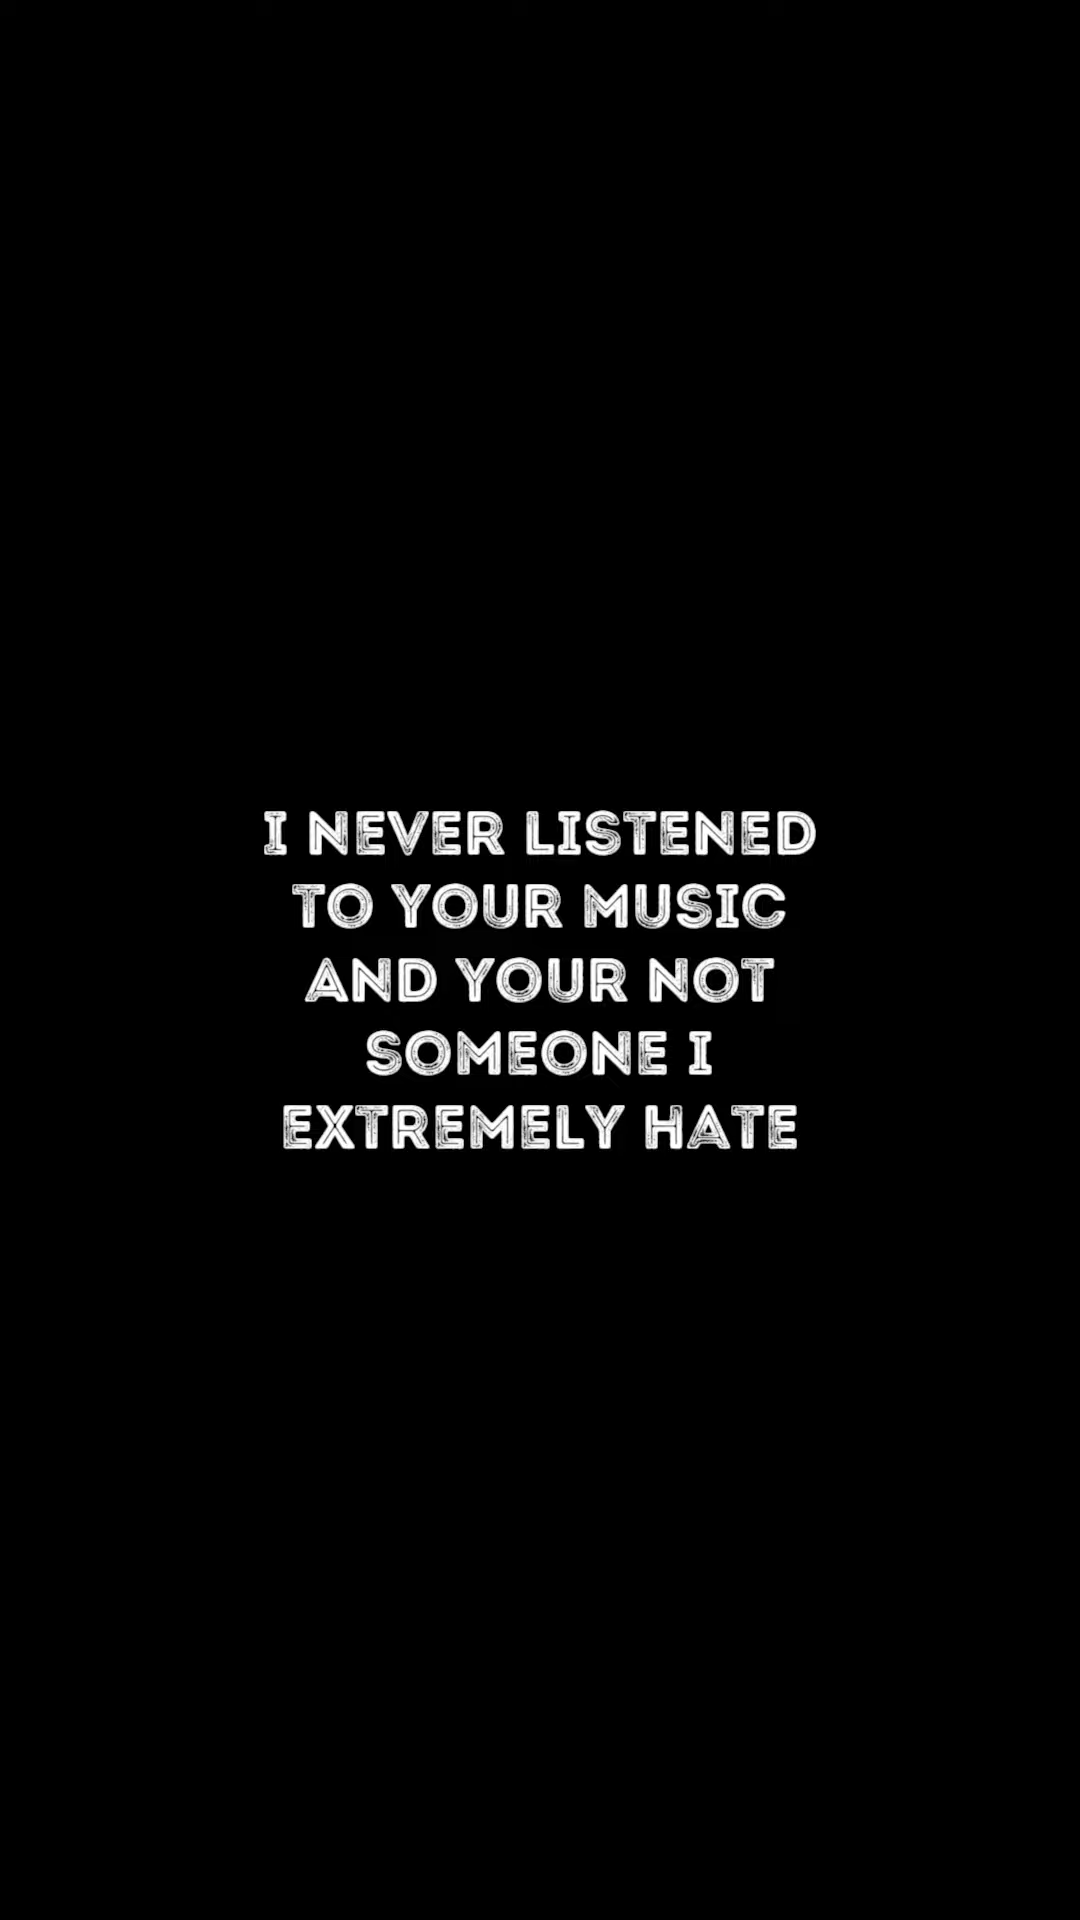 I NEVER LISTENED
TO YOUR MUSIC
AND YOUR NOT
SOMEONE I
EXTREMELY HATE